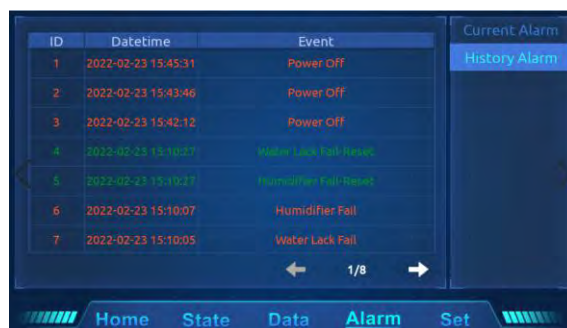 ID Datetime Event
1 2022-02-23 15:45:31 Power Off
2 2022-02-23 15:43:46 Power Off
3 2022-02-23 15:42:12 Power Off
4 2022-02-23 15:10:27 Water Lack Fail-Reset
5 2022-02-23 15:10:27 Humidifier Fail-Reset
6 2022-02-23 15:10:07 Humidifier Fail
7 2022-02-23 15:10:05 Water Lack Fail
1/8
Current Alarm
History Alarm
Home State Data Alarm Set